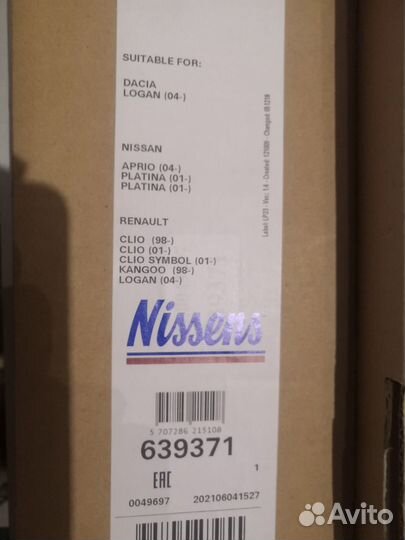 SUITABLE FOR:
DACIA
LOGAN (04-)
NISSAN
APRIO (04-)
PLATINA (01-)
PLATINA (01-)
RENAULT
CLIO (98-)
CLIO (01-)
CLIO SYMBOL (01-)
KANGOO (98-)
LOGAN (04-)
Nissens
5 707286 215108
639371
EAC
1
0049697 202106041527
Avito